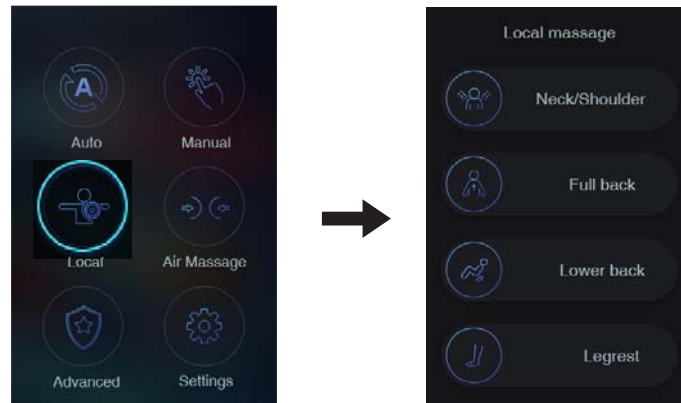 Auto
Manual
Local
Air Massage
Advanced
Settings
Local massage
Neck/Shoulder
Full back
Lower back
Legrest